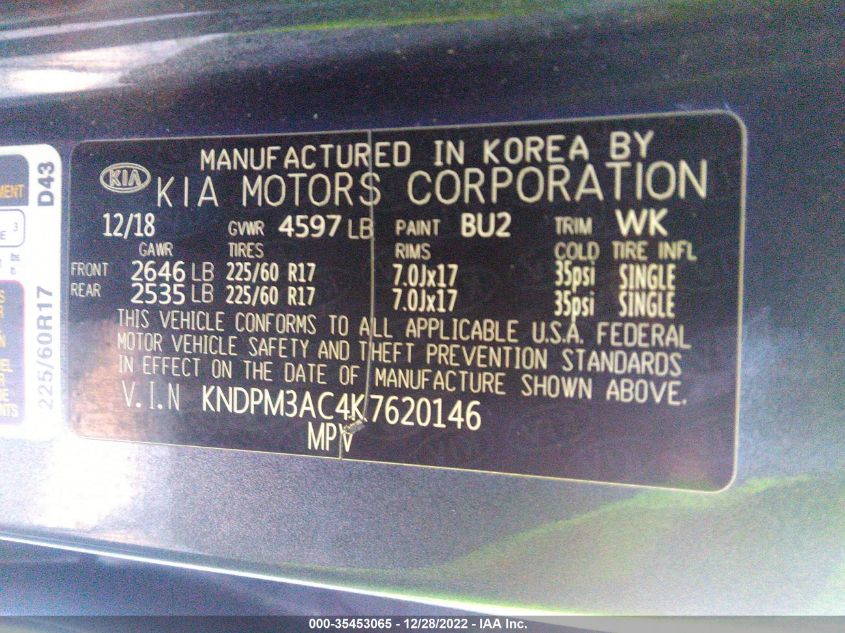 MANUFACTURED IN KOREA BY
KIA KIA MOTORS CORPORATION
12/18 GVWR 4597 LB PAINT BU2 TRIM WK
GAWR TIRES RIMS COLD TIRE INFL
FRONT 2646 LB 225/60 R17 7.0Jx17 35psi SINGLE
REAR 2535 LB 225/60 R17 7.0Jx17 35psi SINGLE
THIS VEHICLE CONFORMS TO ALL APPLICABLE U.S.A. FEDERAL
MOTOR VEHICLE SAFETY AND THEFT PREVENTION STANDARDS
IN EFFECT ON THE DATE OF MANUFACTURE SHOWN ABOVE.
V.I.N KNDPM3AC4K7620146
MPV
225/60R17 D43
000-35453065 - 12/28/2022 - IAA Inc.